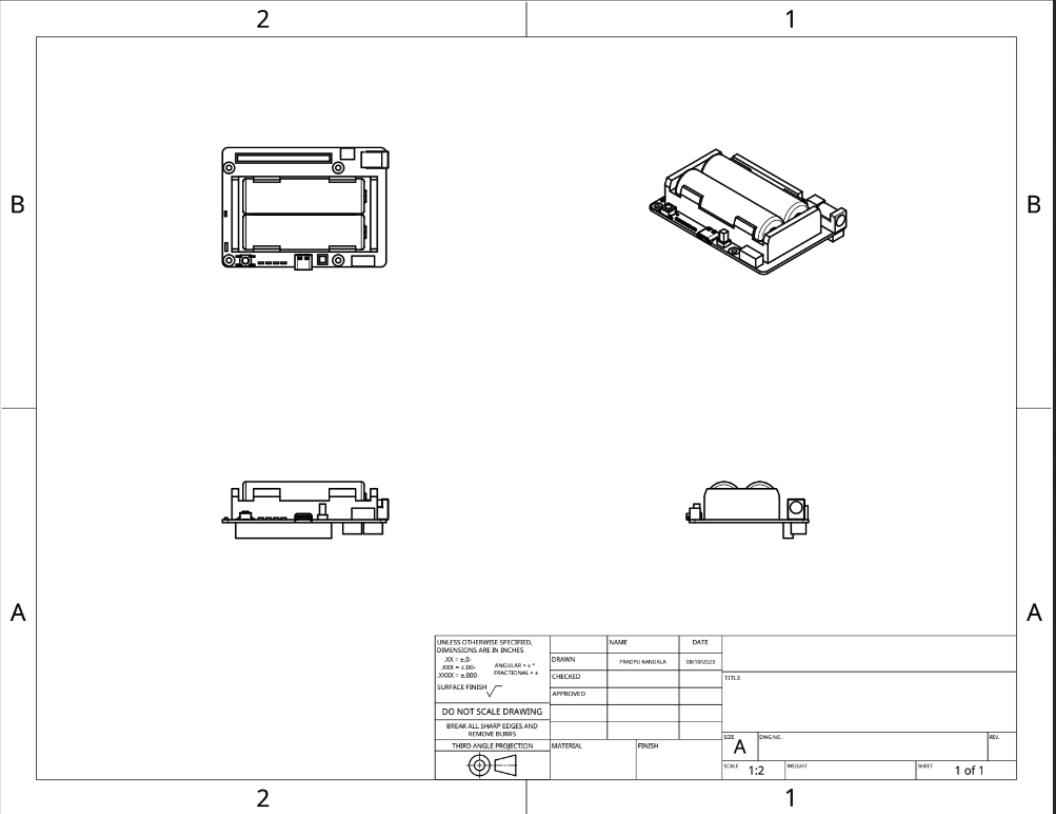 2 1
B B
A A
UNLESS OTHERWISE SPECIFIED,
DIMENSIONS ARE IN INCHES
.XX = ±.0-
.XXX = ±.00-
.XXXX = ±.000-
ANGULAR = ± °
FRACTIONAL = ±
SURFACE FINISH
DO NOT SCALE DRAWING
BREAK ALL SHARP EDGES AND
REMOVE BURRS
THIRD ANGLE PROJECTION
NAME DATE
DRAWN PRADYU KANDALA 08/10/2023
CHECKED
APPROVED
MATERIAL FINISH
TITLE
SIZE A DWG NO. REV.
SCALE 1:2 WEIGHT SHEET 1 of 1
2 1